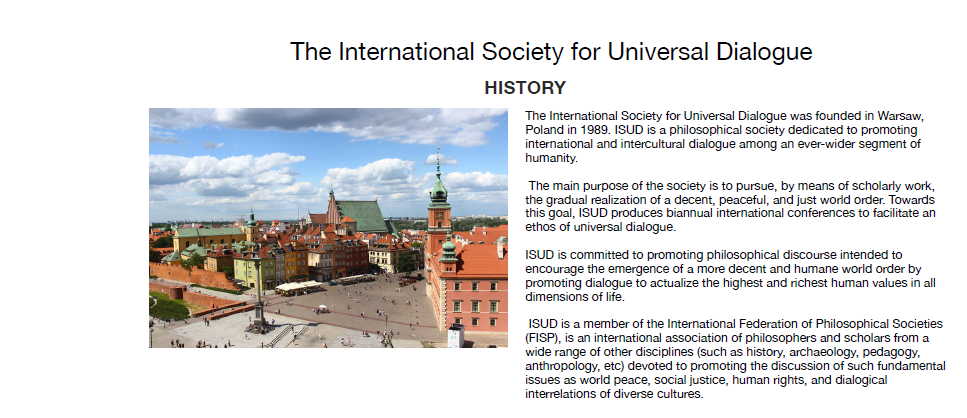 The International Society for Universal Dialogue
HISTORY
The International Society for Universal Dialogue was founded in Warsaw,
Poland in 1989. ISUD is a philosophical society dedicated to promoting
international and intercultural dialogue among an ever-wider segment of
humanity.
The main purpose of the society is to pursue, by means of scholarly work,
the gradual realization of a decent, peaceful, and just world order. Towards
this goal, ISUD produces biannual international conferences to facilitate an
ethos of universal dialogue.
ISUD is committed to promoting philosophical discourse intended to
encourage the emergence of a more decent and humane world order by
promoting dialogue to actualize the highest and richest human values in all
dimensions of life.
ISUD is a member of the International Federation of Philosophical Societies
(FISP), is an international association of philosophers and scholars from a
wide range of other disciplines (such as history, archaeology, pedagogy,
anthropology, etc) devoted to promoting the discussion of such fundamental
issues as world peace, social justice, human rights, and dialogical
interrelations of diverse cultures.